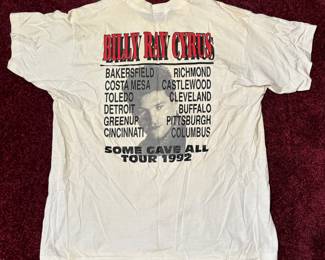 BILLY RAY CYRUS
BAKERSFIELD RICHMOND
COSTA MESA CASTLEWOOD
TOLEDO CLEVELAND
DETROIT BUFFALO
GREENUP PITTSBURGH
CINCINNATI COLUMBUS
SOME GAVE ALL
TOUR 1992